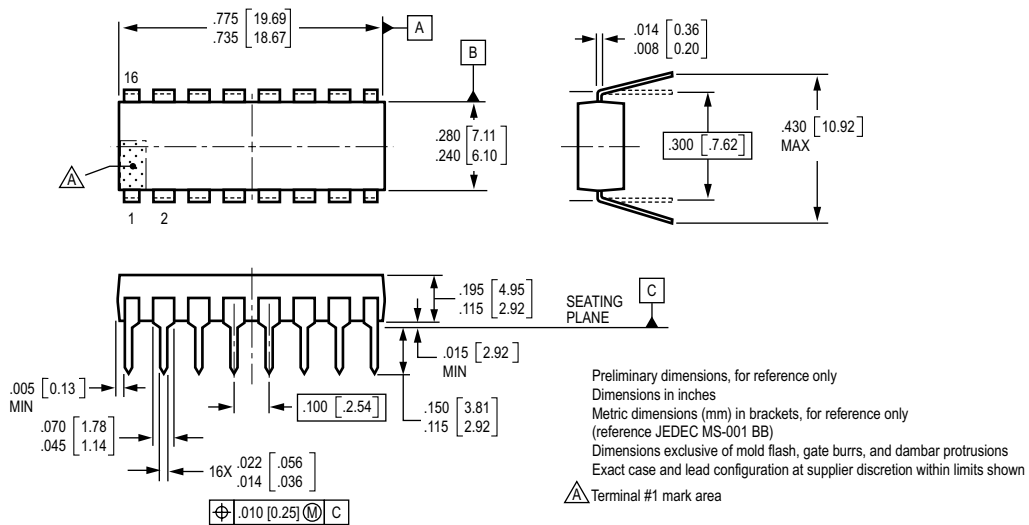 .775 [19.69]
.735 [18.67]
A
B
16
.280 [7.11]
.240 [6.10]
A
1 2
.014 [0.36]
.008 [0.20]
.300 [.7.62]
.430 [10.92]
MAX
.195 [4.95]
.115 [2.92]
SEATING
PLANE
C
.015 [2.92]
MIN
.005 [0.13]
MIN
.100 [.2.54]
.150 [3.81]
.115 [2.92]
.070 [1.78]
.045 [1.14]
16X .022 [.056]
.014 [.036]
⌖ .010 [0.25] Ⓜ C
Preliminary dimensions, for reference only
Dimensions in inches
Metric dimensions (mm) in brackets, for reference only
(reference JEDEC MS-001 BB)
Dimensions exclusive of mold flash, gate burrs, and dambar protrusions
Exact case and lead configuration at supplier discretion within limits shown
A Terminal #1 mark area